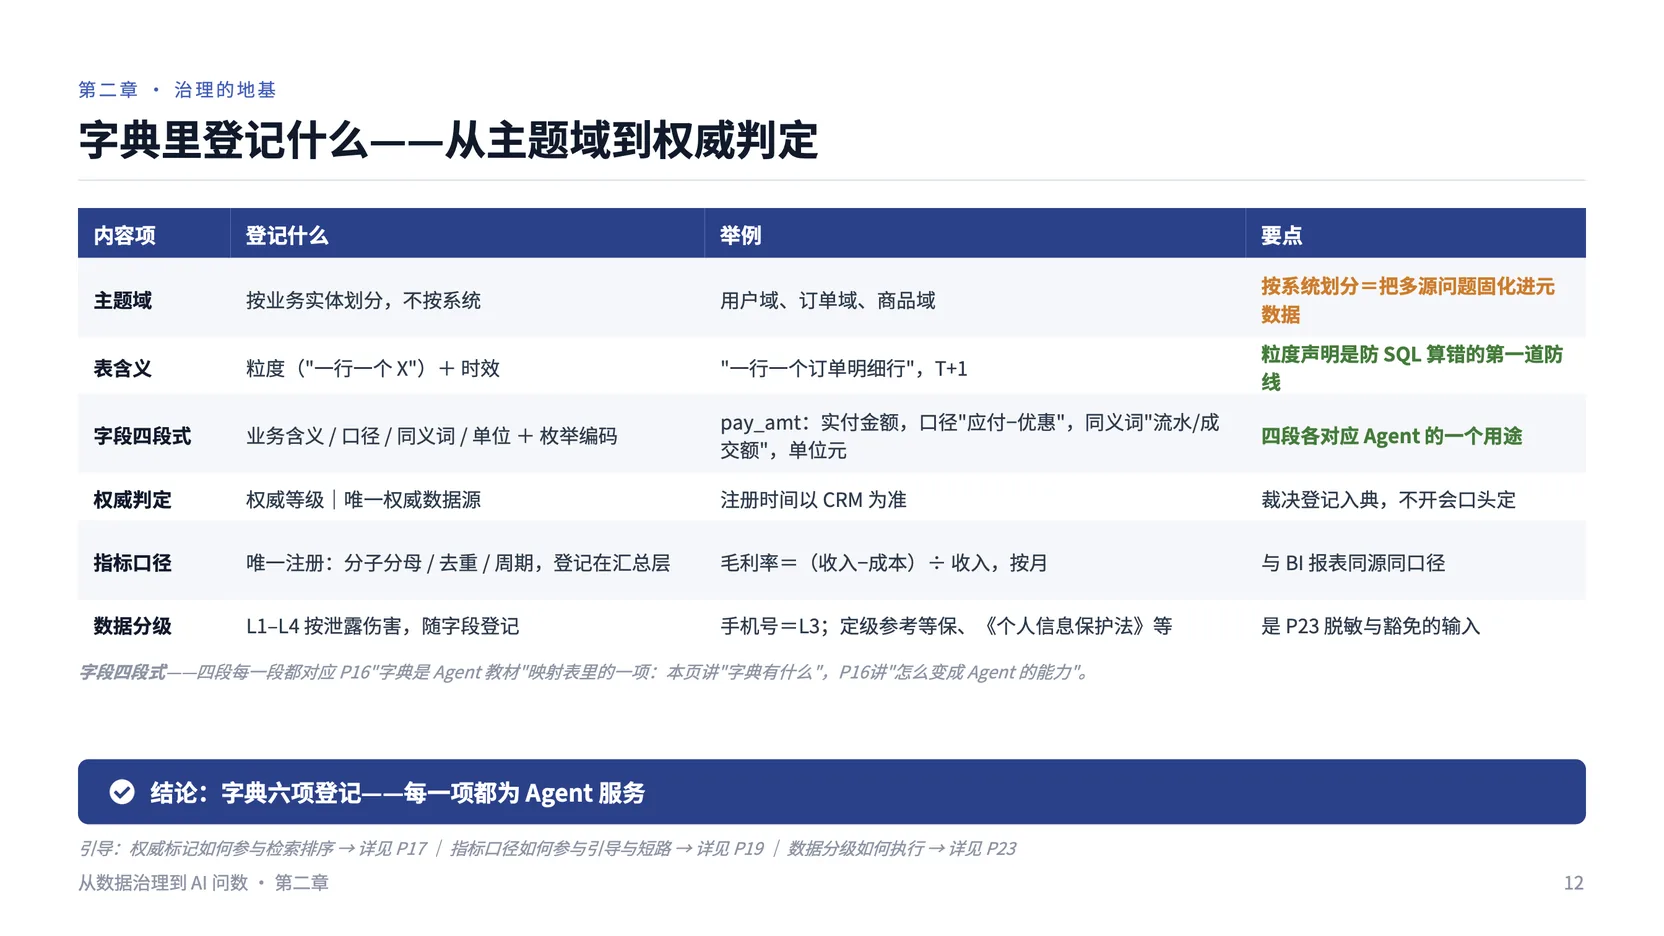 第二章 · 治理的地基
字典里登记什么——从主题域到权威判定
内容项 登记什么 举例 要点
主题域 按业务实体划分，不按系统 用户域、订单域、商品域 按系统划分＝把多源问题固化进元
数据
表含义 粒度（"一行一个 X"）＋ 时效 "一行一个订单明细行"，T+1 粒度声明是防 SQL 算错的第一道防
线
字段四段式 业务含义 / 口径 / 同义词 / 单位 ＋ 枚举编码 pay_amt：实付金额，口径"应付−优惠"，同义词"流水/成
交额"，单位元 四段各对应 Agent 的一个用途
权威判定 权威等级｜唯一权威数据源 注册时间以 CRM 为准 裁决登记入典，不开会口头定
指标口径 唯一注册：分子分母 / 去重 / 周期，登记在汇总层 毛利率＝（收入−成本）÷ 收入，按月 与 BI 报表同源同口径
数据分级 L1–L4 按泄露伤害，随字段登记 手机号＝L3；定级参考等保、《个人信息保护法》等 是 P23 脱敏与豁免的输入
字段四段式——四段每一段都对应 P16"字典是 Agent 教材"映射表里的一项：本页讲"字典有什么"，P16讲"怎么变成 Agent 的能力"。
结论：字典六项登记——每一项都为 Agent 服务
引导：权威标记如何参与检索排序 → 详见 P17 ｜ 指标口径如何参与引导与短路 → 详见 P19 ｜ 数据分级如何执行 → 详见 P23
从数据治理到 AI 问数 · 第二章 12